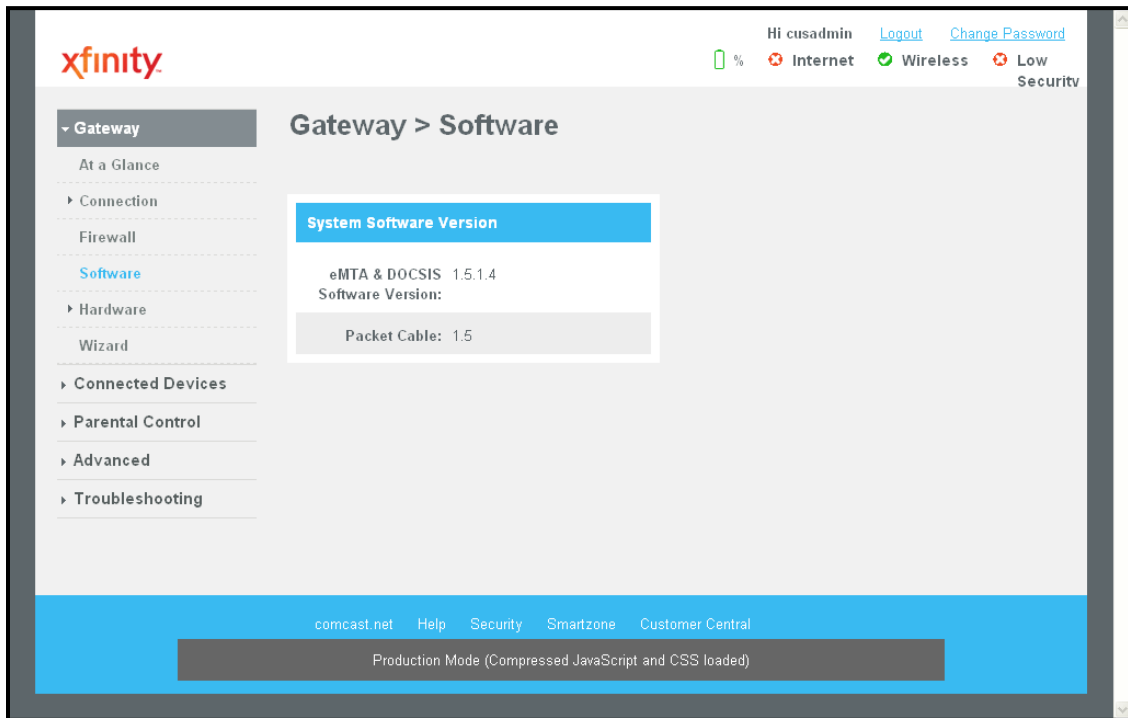 xfinity
Hi cusadmin Logout Change Password
% Internet Wireless Low
Security
Gateway
At a Glance
Connection
Firewall
Software
Hardware
Wizard
Connected Devices
Parental Control
Advanced
Troubleshooting
Gateway > Software
System Software Version
eMTA & DOCSIS 1.5.1.4
Software Version:
Packet Cable: 1.5
comcast.net Help Security Smartzone Customer Central
Production Mode (Compressed JavaScript and CSS loaded)